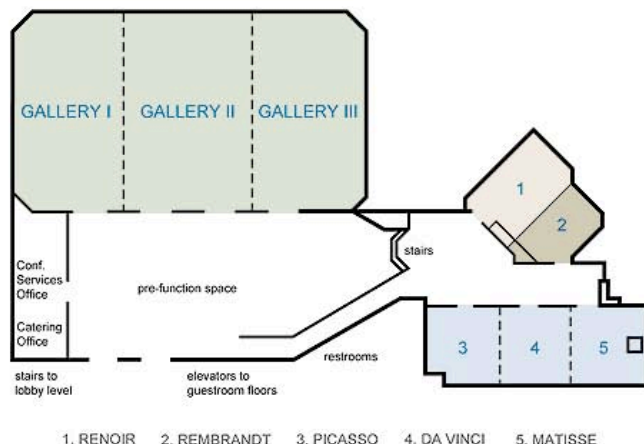 GALLERY I
GALLERY II
GALLERY III
1
2
stairs
Conf.
Services
Office
pre-function space
Catering
Office
3
4
5
restrooms
stairs to
lobby level
elevators to
guestroom floors
1. RENOIR 2. REMBRANDT 3. PICASSO 4. DA VINCI 5. MATISSE